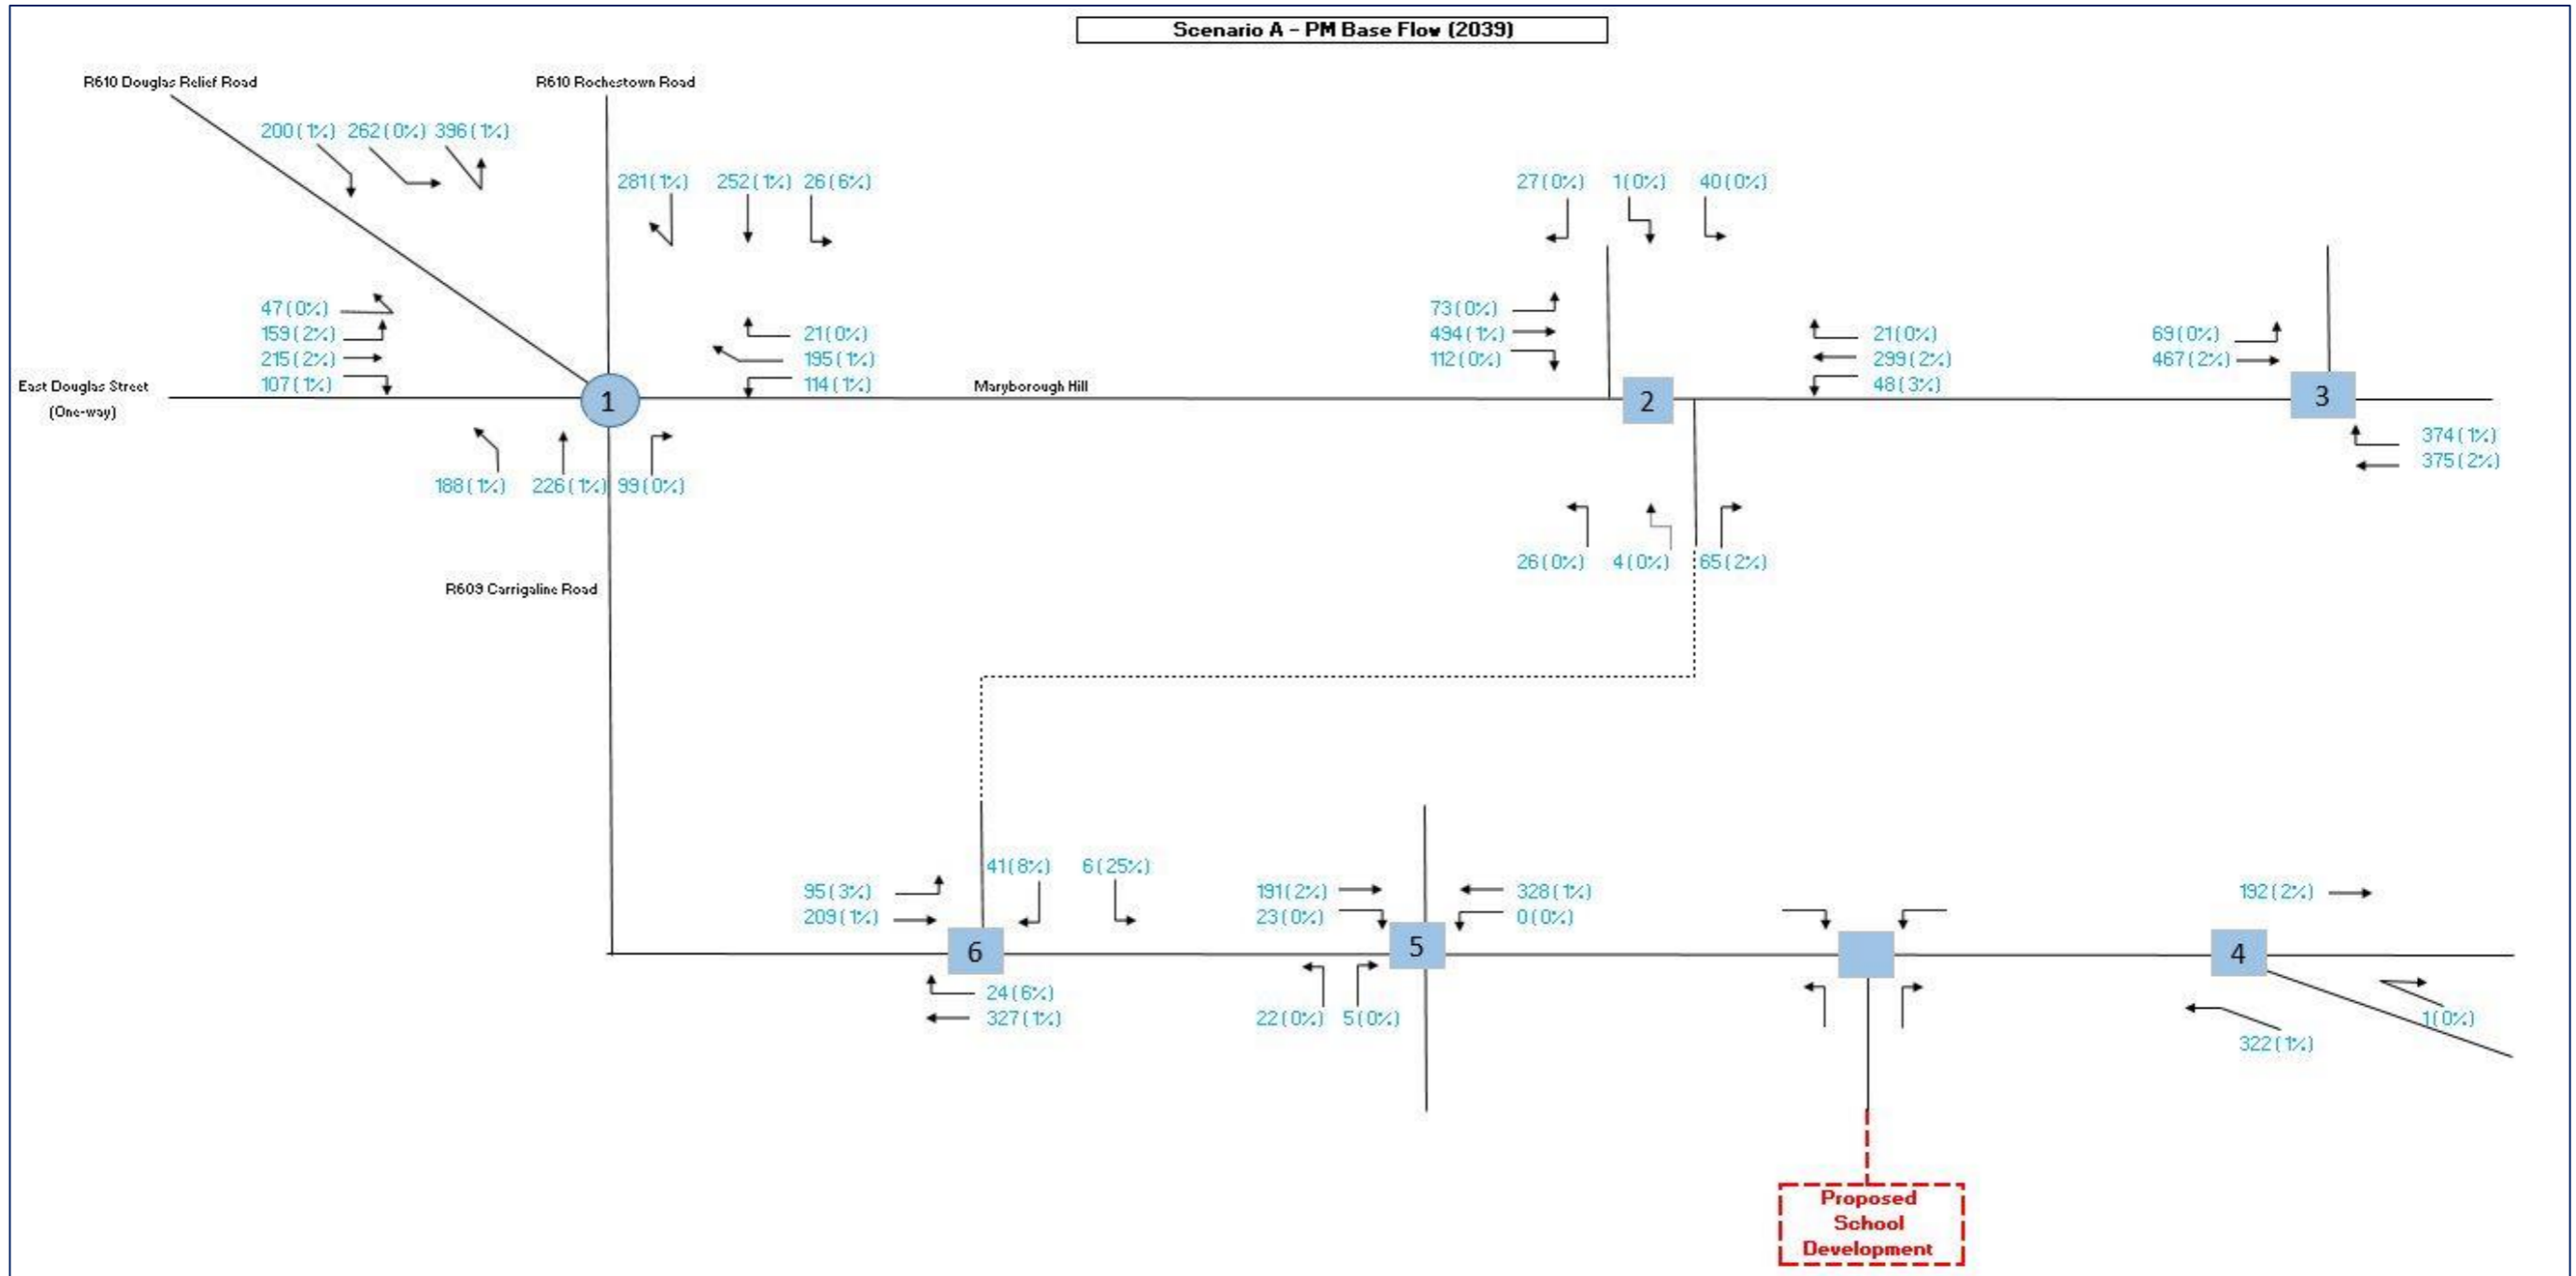 Scenario A - PM Base Flow (2039)
R610 Douglas Relief Road
R610 Rochestown Road
200(1%) 262(0%) 396(1%)
281(1%) 252(1%) 26(6%)
27(0%) 1(0%) 40(0%)
47(0%)
159(2%)
215(2%)
107(1%)
21(0%)
195(1%)
114(1%)
73(0%)
494(1%)
112(0%)
21(0%)
299(2%)
48(3%)
69(0%)
467(2%)
East Douglas Street
(One-way)
1
Maryborough Hill
2
3
374(1%)
375(2%)
188(1%) 226(1%) 99(0%)
26(0%) 4(0%) 65(2%)
R609 Carrigaline Road
41(8%) 6(25%)
95(3%)
209(1%)
191(2%)
23(0%)
328(1%)
0(0%)
192(2%)
6
5
4
24(6%)
327(1%)
22(0%) 5(0%)
1(0%)
322(1%)
Proposed
School
Development